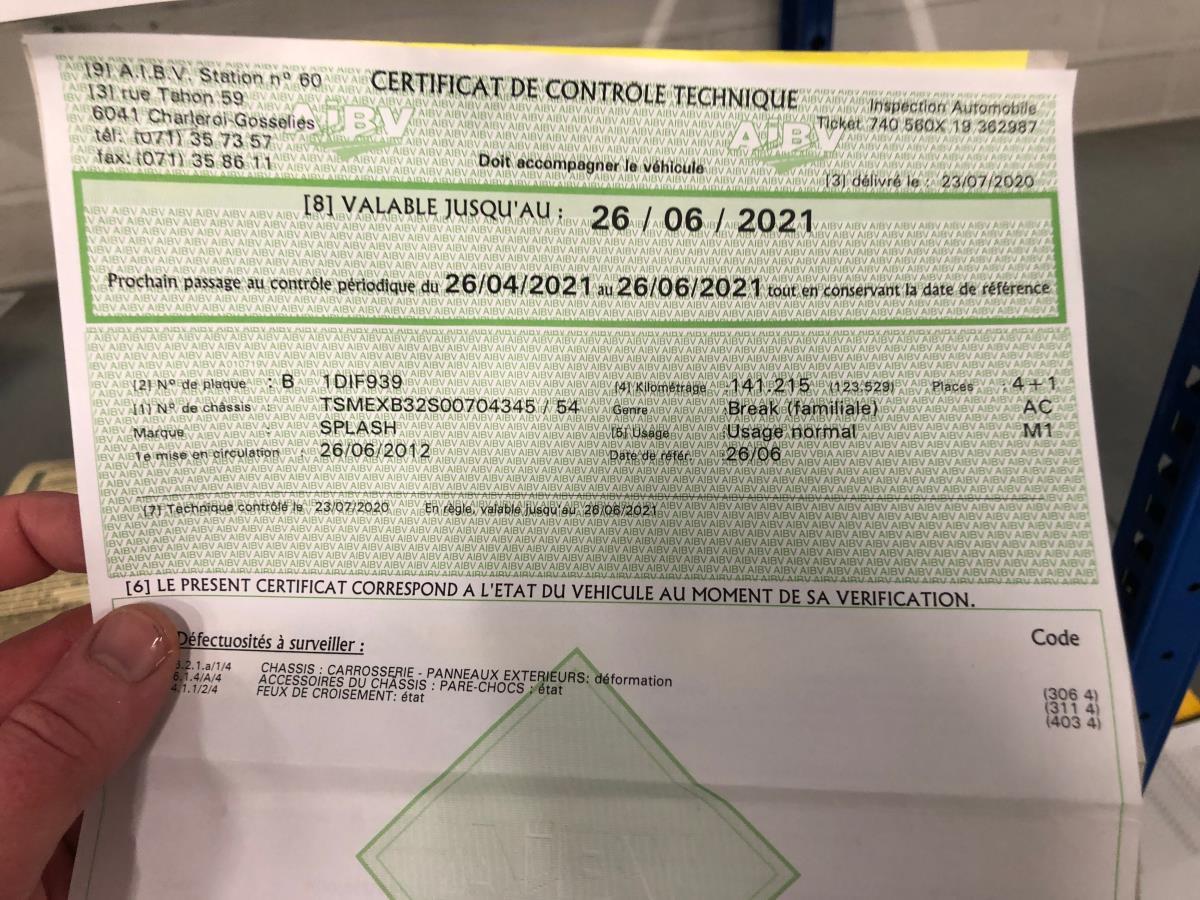 [9] A.I.B.V. Station n° 60
[3] rue Tahon 59
6041 Charleroi-Gosselies
tél: (071) 35 73 57
fax: (071) 35 86 11
CERTIFICAT DE CONTRÔLE TECHNIQUE
AIBV
AIBV
Doit accompagner le véhicule
Inspection Automobile
Ticket 740 560X 19 362987
[3] délivré le : 23/07/2020
[8] VALABLE JUSQU'AU : 26 / 06 / 2021
Prochain passage au contrôle périodique du 26/04/2021 au 26/06/2021 tout en conservant la date de référence
[2] N° de plaque : B 1DIF939 [4] Kilométrage : 141.215 (123.529) Places : 4+1
[1] N° de châssis : TSMEXB32S00704345 / 54 Genre : Break (familiale) AC
Marque : SPLASH [5] Usage : Usage normal M1
1e mise en circulation : 26/06/2012 Date de référ. : 26/06
[7] Technique contrôlé le 23/07/2020 En règle, valable jusqu'au 26/06/2021
[6] LE PRESENT CERTIFICAT CORRESPOND A L'ETAT DU VEHICULE AU MOMENT DE SA VERIFICATION.
Défectuosités à surveiller : Code
.2.1.a/1/4 CHASSIS : CARROSSERIE - PANNEAUX EXTERIEURS: déformation (306 4)
6.1.4/A/4 ACCESSOIRES DU CHÂSSIS : PARE-CHOCS : état (311 4)
4.1.1/2/4 FEUX DE CROISEMENT: état (403 4)